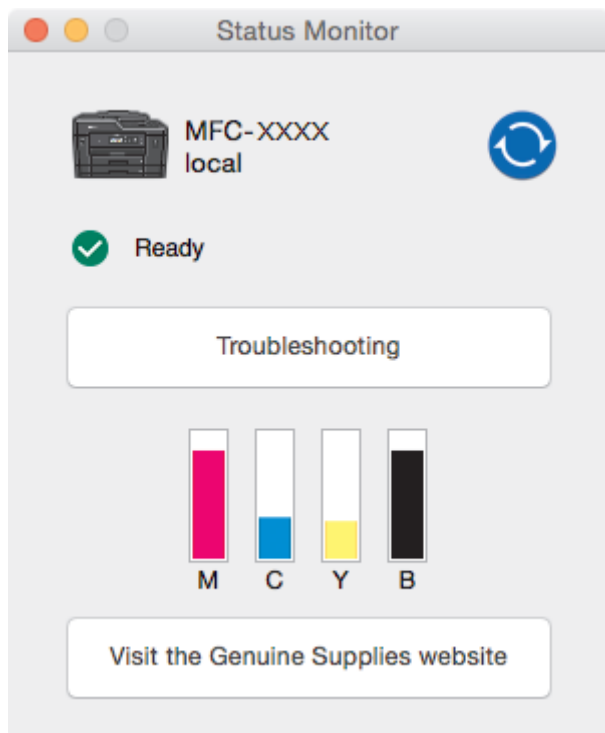 Status Monitor
MFC-XXXX
local
Ready
Troubleshooting
M C Y B
Visit the Genuine Supplies website